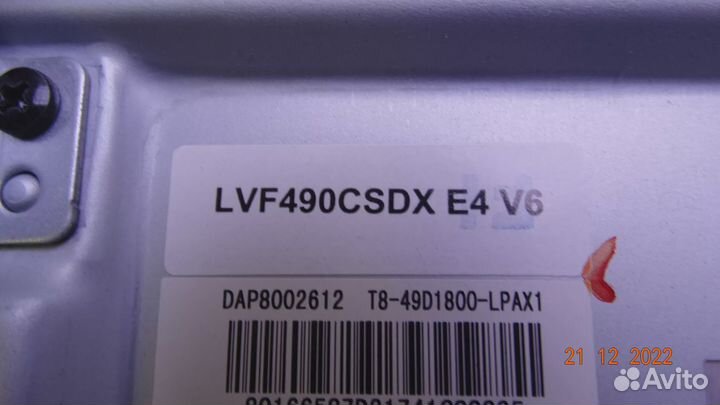 LVF490CSDX E4 V6
DAP8002612 T8-49D1800-LPAX1
21 12 2022
Avito